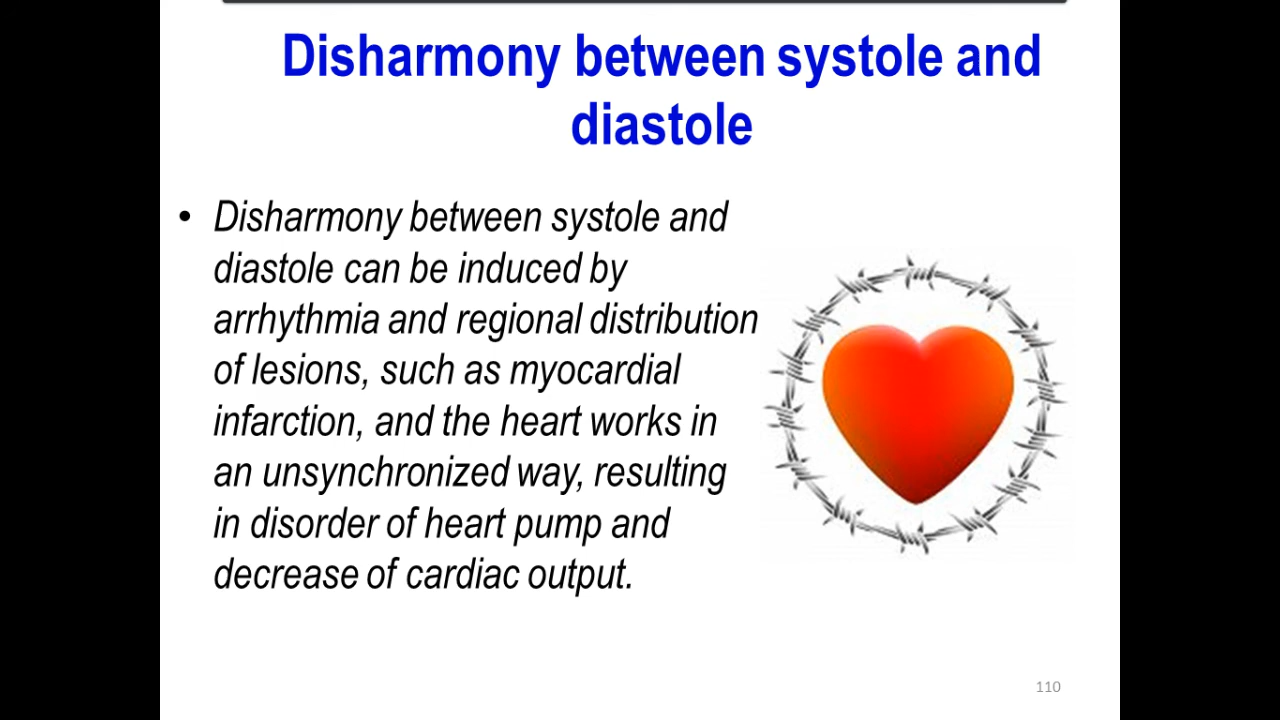 Disharmony between systole and
diastole
• Disharmony between systole and
diastole can be induced by
arrhythmia and regional distribution
of lesions, such as myocardial
infarction, and the heart works in
an unsynchronized way, resulting
in disorder of heart pump and
decrease of cardiac output.
110